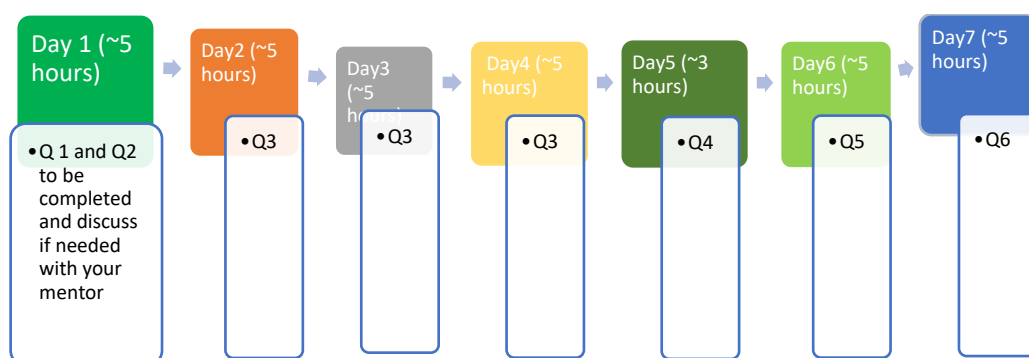 Day 1 (~5
hours)
• Q 1 and Q2
to be
completed
and discuss
if needed
with your
mentor
Day2 (~5
hours)
• Q3
Day3
(~5
hours)
• Q3
Day4 (~5
hours)
• Q3
Day5 (~3
hours)
• Q4
Day6 (~5
hours)
• Q5
Day7 (~5
hours)
• Q6